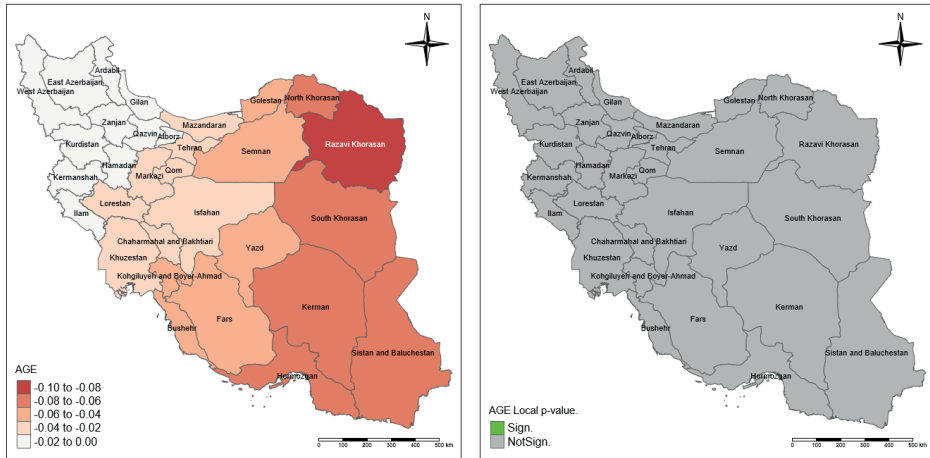 N
Ardabil
East Azerbaijan
West Azerbaijan
Gilan
North Khorasan
Golestan
Zanjan
Mazandaran
Qazvin
Alborz
Razavi Khorasan
Kurdistan
Tehran
Semnan
Hamadan
Qom
Kermanshah
Markazi
Lorestan
Ilam
Isfahan
South Khorasan
Chaharmahal and Bakhtiari
Yazd
Khuzestan
Kohgiluyeh and Boyer-Ahmad
Kerman
Fars
Bushehr
Sistan and Baluchestan
Hormozgan
AGE
-0.10 to -0.08
-0.08 to -0.06
-0.06 to -0.04
-0.04 to -0.02
-0.02 to 0.00
0 100 200 300 400 500 km
N
Ardabil
East Azerbaijan
West Azerbaijan
Gilan
North Khorasan
Golestan
Zanjan
Mazandaran
Qazvin
Alborz
Razavi Khorasan
Kurdistan
Tehran
Semnan
Hamadan
Qom
Kermanshah
Markazi
Lorestan
Ilam
Isfahan
South Khorasan
Chaharmahal and Bakhtiari
Yazd
Khuzestan
Kohgiluyeh and Boyer-Ahmad
Kerman
Fars
Bushehr
Sistan and Baluchestan
Hormozgan
AGE Local p-value.
Sign.
NotSign.
0 100 200 300 400 500 km